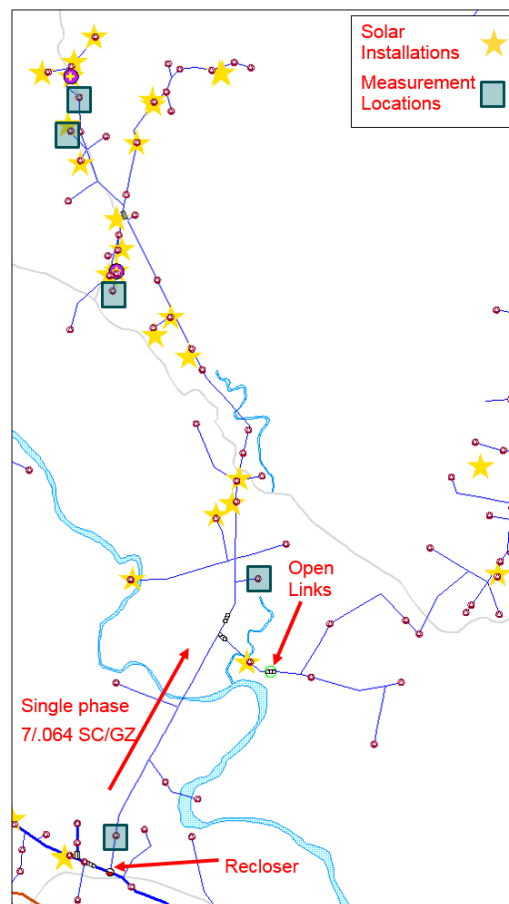 Solar
Installations
Measurement
Locations
Open
Links
Single phase
7/.064 SC/GZ
Recloser